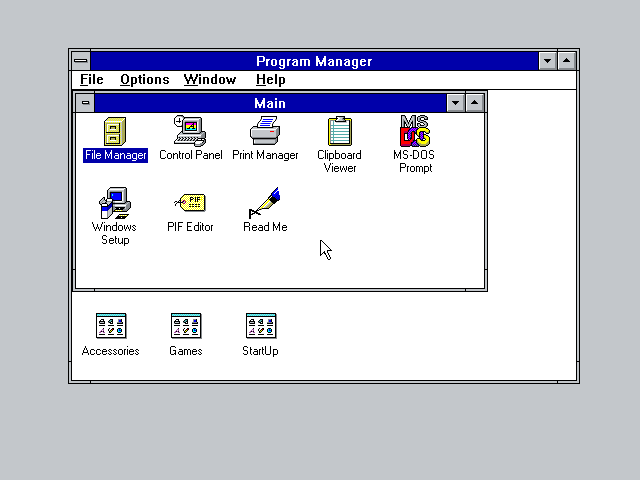 Program Manager
File Options Window Help
Main
File Manager Control Panel Print Manager Clipboard Viewer MS-DOS Prompt
MS
DOS
Windows Setup PIF Editor Read Me
PIF
Accessories Games StartUp